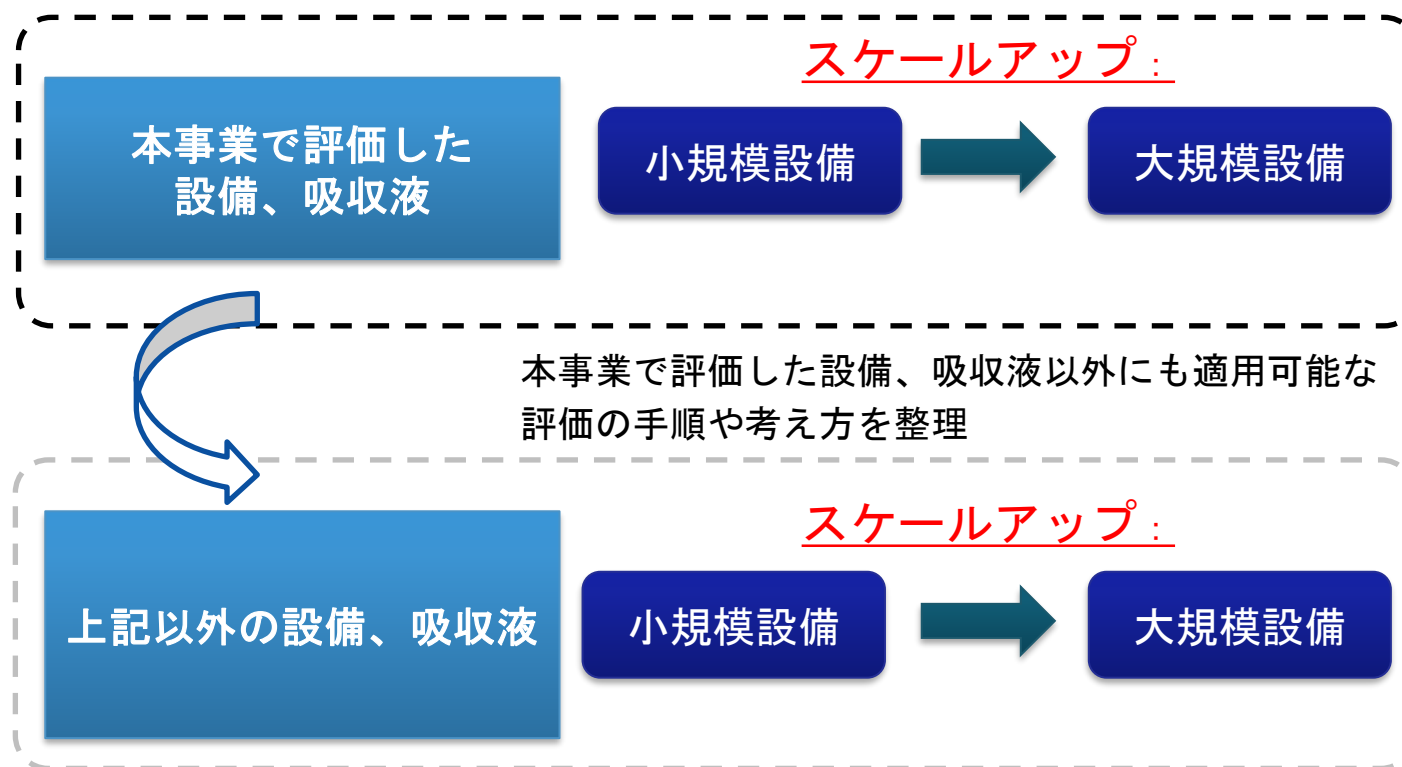 スケールアップ：
本事業で評価した
設備、吸収液
小規模設備
大規模設備
本事業で評価した設備、吸収液以外にも適用可能な
評価の手順や考え方を整理
スケールアップ：
上記以外の設備、吸収液
小規模設備
大規模設備